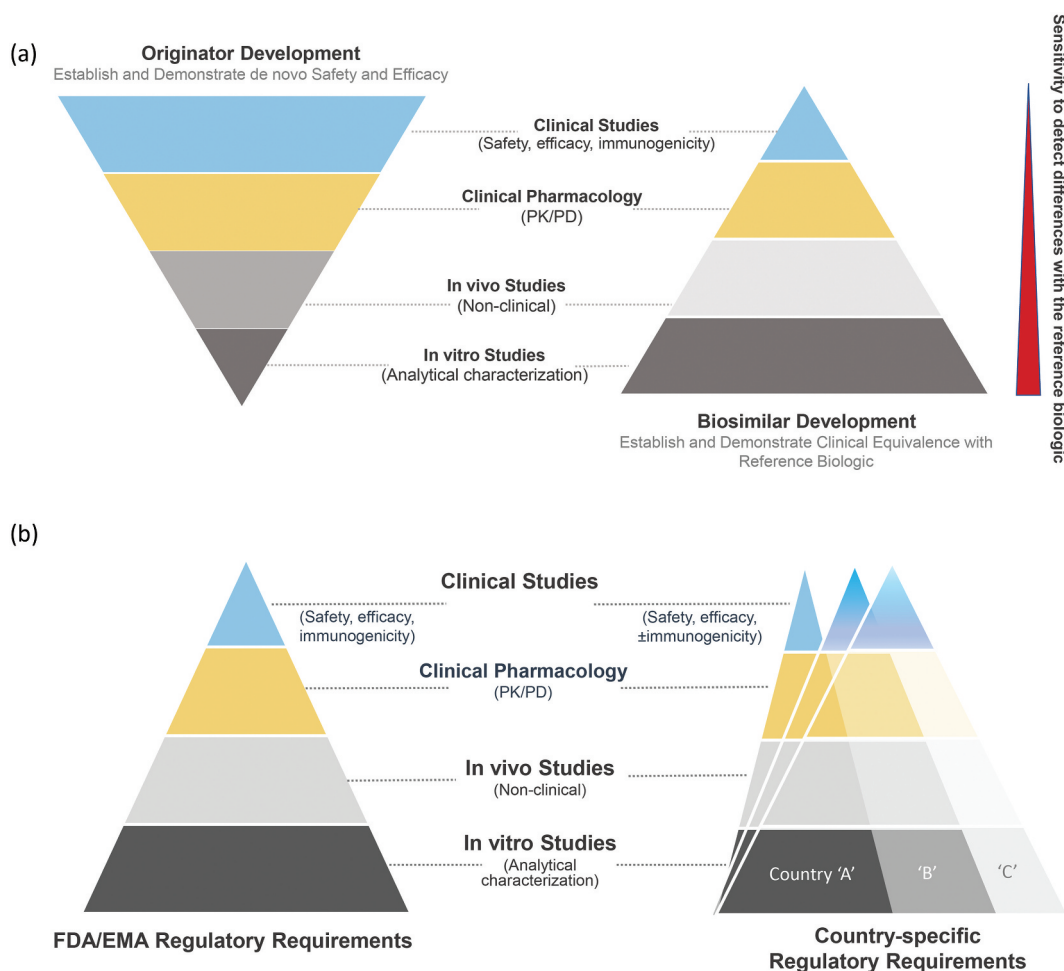 (a)
Originator Development
Establish and Demonstrate de novo Safety and Efficacy
Clinical Studies
(Safety, efficacy, immunogenicity)
Clinical Pharmacology
(PK/PD)
In vivo Studies
(Non-clinical)
In vitro Studies
(Analytical characterization)
Biosimilar Development
Establish and Demonstrate Clinical Equivalence with
Reference Biologic
Sensitivity to detect differences with the reference biologic
(b)
Clinical Studies
(Safety, efficacy,
immunogenicity)
(Safety, efficacy,
±immunogenicity)
Clinical Pharmacology
(PK/PD)
In vivo Studies
(Non-clinical)
In vitro Studies
(Analytical
characterization)
Country ‘A’
‘B’
‘C’
FDA/EMA Regulatory Requirements
Country-specific
Regulatory Requirements